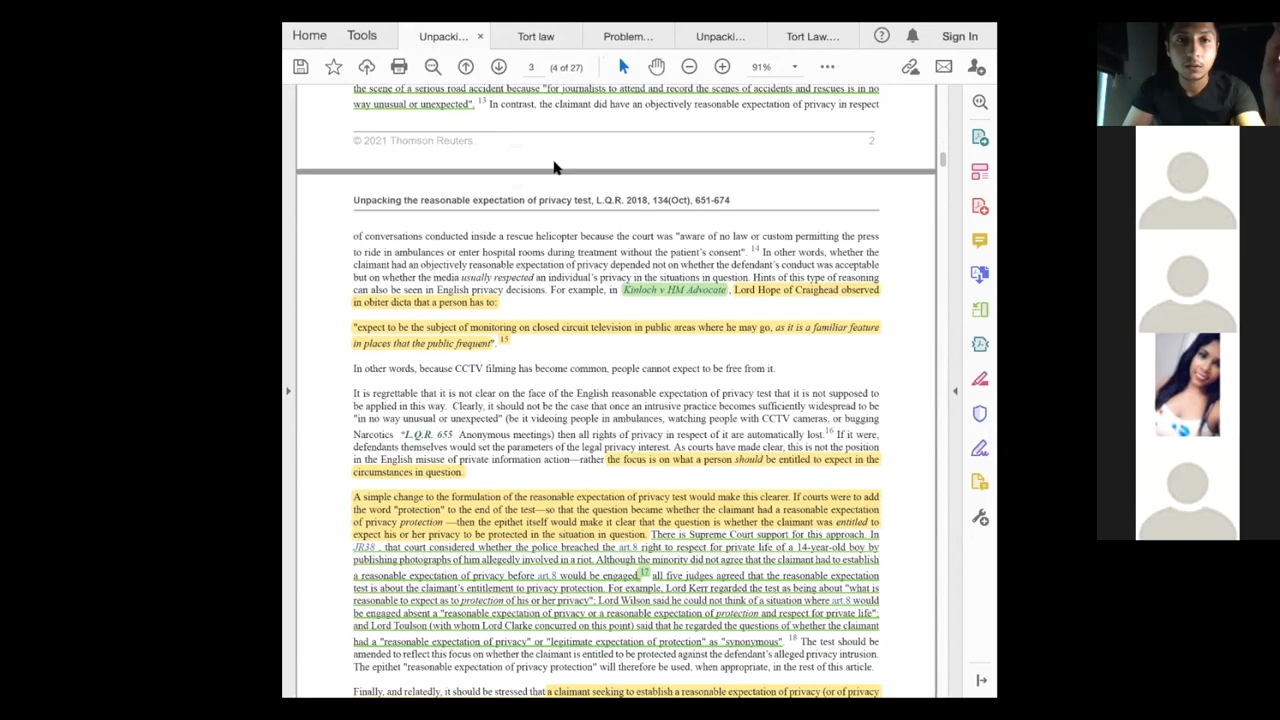 Home Tools Unpacki... × Tort law Problem... Unpacki... Tort Law.... Sign In
3 (4 of 27) 91%
the scene of a serious road accident because "for journalists to attend and record the scenes of accidents and rescues is in no
way unusual or unexpected". 13 In contrast, the claimant did have an objectively reasonable expectation of privacy in respect
© 2021 Thomson Reuters. 2
Unpacking the reasonable expectation of privacy test, L.Q.R. 2018, 134(Oct), 651-674
of conversations conducted inside a rescue helicopter because the court was "aware of no law or custom permitting the press
to ride in ambulances or enter hospital rooms during treatment without the patient's consent". 14 In other words, whether the
claimant had an objectively reasonable expectation of privacy depended not on whether the defendant's conduct was acceptable
but on whether the media usually respected an individual's privacy in the situations in question. Hints of this type of reasoning
can also be seen in English privacy decisions. For example, in Kinloch v HM Advocate , Lord Hope of Craighead observed
in obiter dicta that a person has to:
"expect to be the subject of monitoring on closed circuit television in public areas where he may go, as it is a familiar feature
in places that the public frequent". 15
In other words, because CCTV filming has become common, people cannot expect to be free from it.
It is regrettable that it is not clear on the face of the English reasonable expectation of privacy test that it is not supposed to
be applied in this way. Clearly, it should not be the case that once an intrusive practice becomes sufficiently widespread to be
"in no way unusual or unexpected" (be it videoing people in ambulances, watching people with CCTV cameras, or bugging
Narcotics *L.Q.R. 655 Anonymous meetings) then all rights of privacy in respect of it are automatically lost.16 If it were,
defendants themselves would set the parameters of the legal privacy interest. As courts have made clear, this is not the position
in the English misuse of private information action—rather the focus is on what a person should be entitled to expect in the
circumstances in question.
A simple change to the formulation of the reasonable expectation of privacy test would make this clearer. If courts were to add
the word "protection" to the end of the test—so that the question became whether the claimant had a reasonable expectation
of privacy protection —then the epithet itself would make it clear that the question is whether the claimant was entitled to
expect his or her privacy to be protected in the situation in question. There is Supreme Court support for this approach. In
JR38 , that court considered whether the police breached the art.8 right to respect for private life of a 14-year-old boy by
publishing photographs of him allegedly involved in a riot. Although the minority did not agree that the claimant had to establish
a reasonable expectation of privacy before art.8 would be engaged,17 all five judges agreed that the reasonable expectation
test is about the claimant's entitlement to privacy protection. For example, Lord Kerr regarded the test as being about "what is
reasonable to expect as to protection of his or her privacy"; Lord Wilson said he could not think of a situation where art.8 would
be engaged absent a "reasonable expectation of privacy or a reasonable expectation of protection and respect for private life";
and Lord Toulson (with whom Lord Clarke concurred on this point) said that he regarded the questions of whether the claimant
had a "reasonable expectation of privacy" or "legitimate expectation of protection" as "synonymous". 18 The test should be
amended to reflect this focus on whether the claimant is entitled to be protected against the defendant's alleged privacy intrusion.
The epithet "reasonable expectation of privacy protection" will therefore be used, when appropriate, in the rest of this article.
Finally, and relatedly, it should be stressed that a claimant seeking to establish a reasonable expectation of privacy (or of privacy